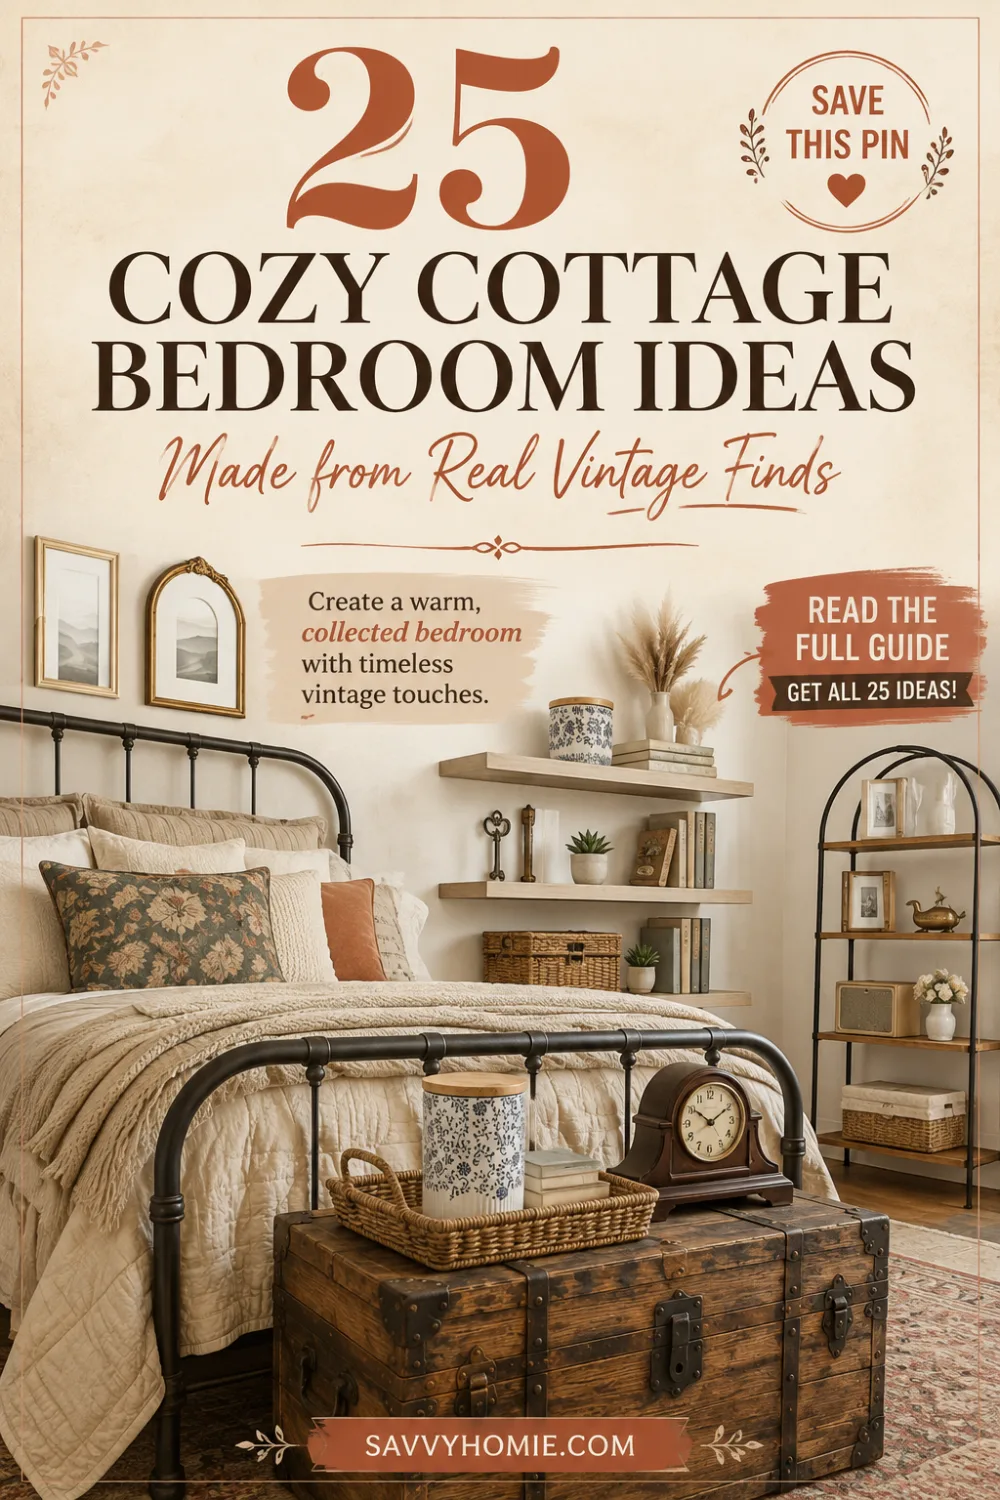 25
SAVE
THIS PIN
COZY COTTAGE
BEDROOM IDEAS
Made from Real Vintage Finds
Create a warm,
collected bedroom
with timeless
vintage touches.
READ THE
FULL GUIDE
GET ALL 25 IDEAS!
SAVVYHOMIE.COM